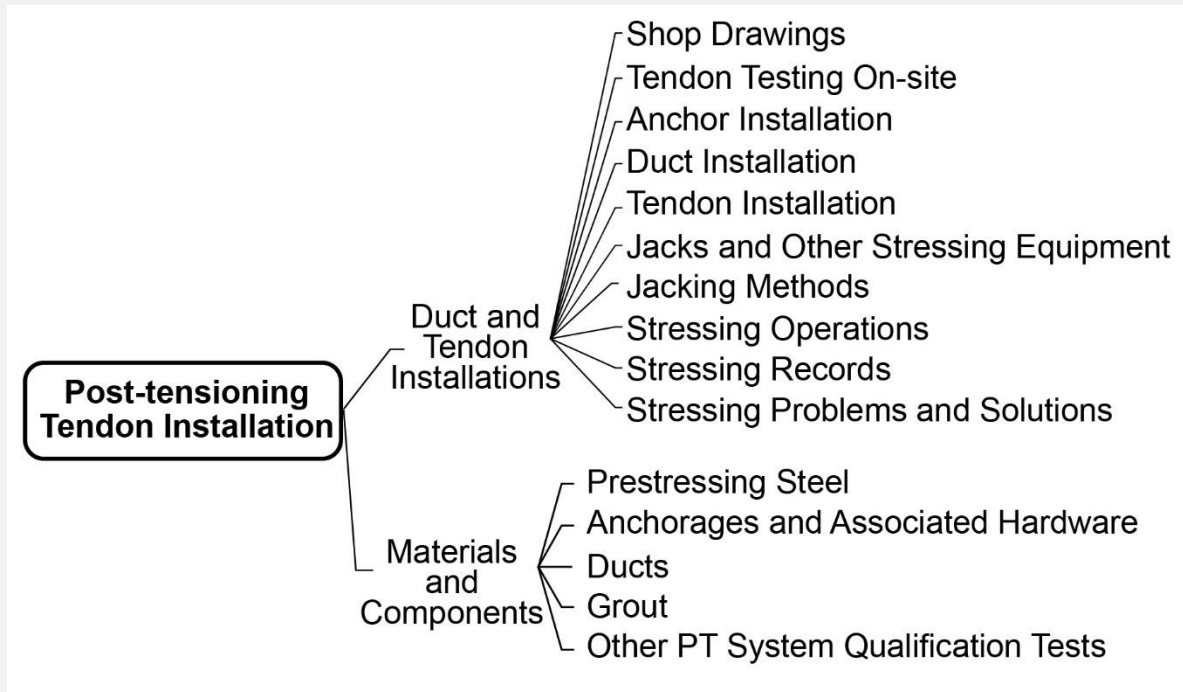 Post-tensioning
Tendon Installation
Duct and
Tendon
Installations
Shop Drawings
Tendon Testing On-site
Anchor Installation
Duct Installation
Tendon Installation
Jacks and Other Stressing Equipment
Jacking Methods
Stressing Operations
Stressing Records
Stressing Problems and Solutions
Materials
and
Components
Prestressing Steel
Anchorages and Associated Hardware
Ducts
Grout
Other PT System Qualification Tests